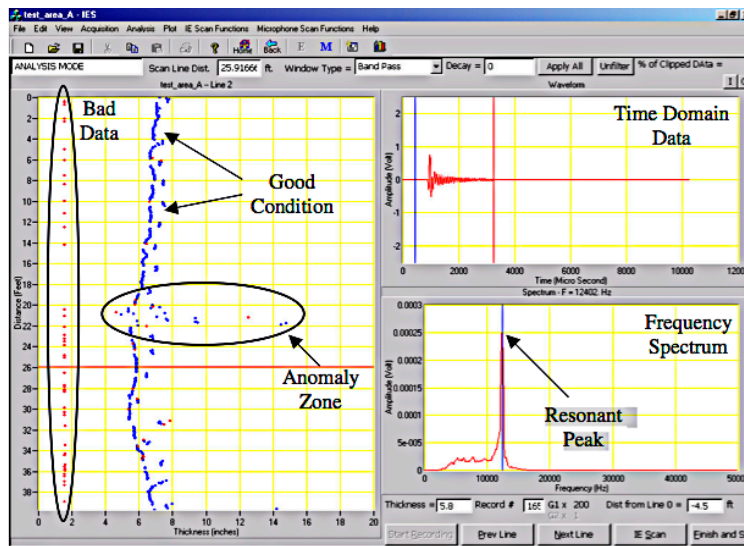 test_area_A - IES
File Edit View Acquisition Analysis Plot IE Scan Functions Microphone Scan Functions Help
Home Back E M
ANALYSIS MODE Scan Line Dist. 25.9166 ft. Window Type = Band Pass Decay = 0 Apply All Unfilter % of Clipped DAta =
test_area_A -- Line 2
Bad
Data
Good
Condition
Anomaly
Zone
Distance (Feet)
0
2
4
6
8
10
12
14
16
18
20
22
24
26
28
30
32
34
36
38
0 2 4 6 8 10 12 14 16 18 20
Thickness (inches)
Waveform
Time Domain
Data
Amplitude (Volt)
2
1
0
-1
-2
0 2000 4000 6000 8000 10000 12000
Time (Micro Second)
Spectrum - F = 12402. Hz
Frequency
Spectrum
Resonant
Peak
Amplitude (Volt)
0.0003
0.00025
0.0002
0.00015
0.0001
5e-005
0
0 10000 20000 30000 40000 5000
Frequency (Hz)
Thickness = 5.8 Record # 165 G1 x 200 Dist from Line 0 = -4.5 ft
G2 x 1
Start Recording Prev Line Next Line IE Scan Finish and S